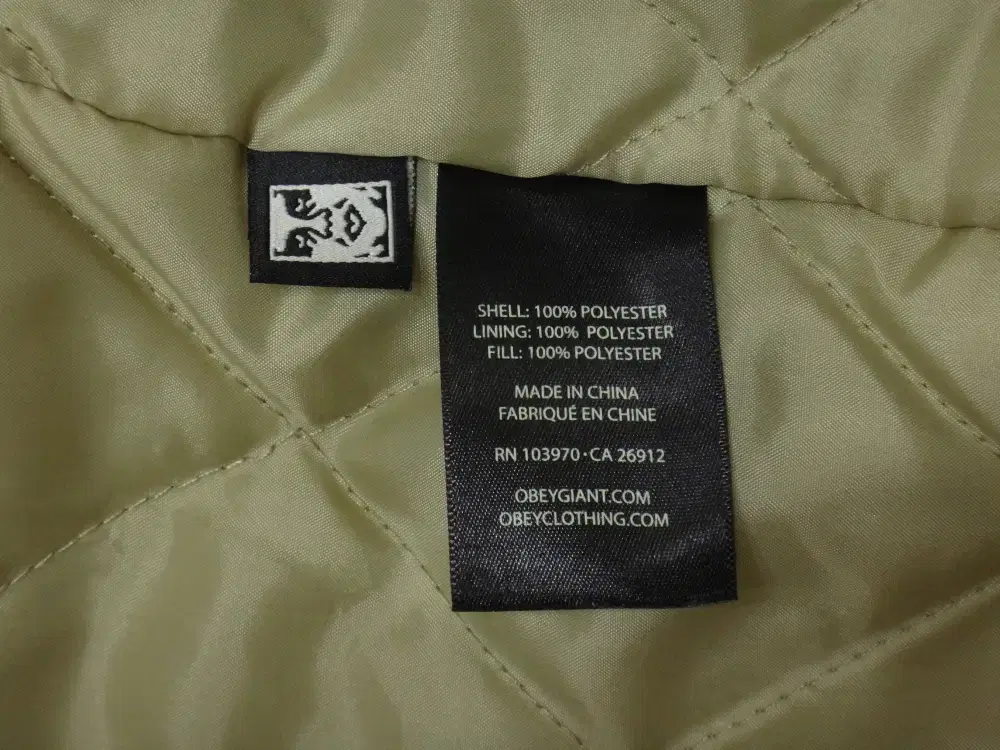 SHELL: 100% POLYESTER
LINING: 100% POLYESTER
FILL: 100% POLYESTER
MADE IN CHINA
FABRIQUÉ EN CHINE
RN 103970·CA 26912
OBEYGIANT.COM
OBEYCLOTHING.COM